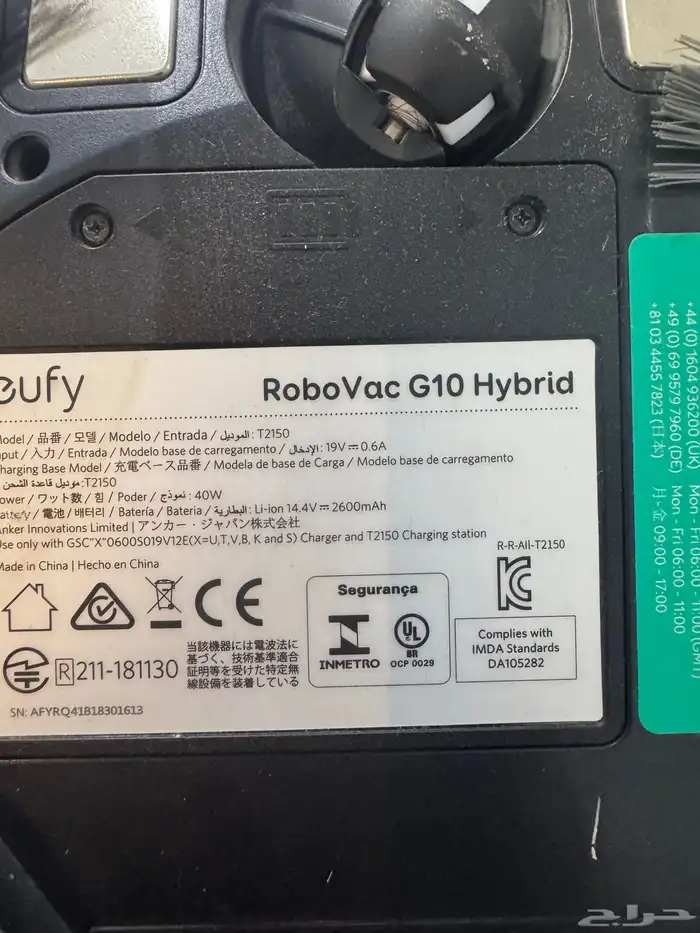 eufy
RoboVac G10 Hybrid
Model / 品番 / 모델 / Modelo / Entrada / الموديل : T2150
Input / 入力 / Entrada / Modelo base de carregamento / الإدخال : 19V⎓0.6A
Charging Base Model / 充電ベース品番 / Modela de base de Carga / Modelo base de carregamento
موديل قاعدة الشحن :T2150
Power / ワット数 / 힘 / Poder / نموذج : 40W
Battery / 電池 / 배터리 / Batería / Bateria / البطارية: Li-ion 14.4V⎓2600mAh
Anker Innovations Limited | アンカー・ジャパン株式会社
Use only with GSC"X"0600S019V12E(X=U,T,V,B, K and S) Charger and T2150 Charging station
Made in China | Hecho en China
R-R-AII-T2150
Segurança
INMETRO
UL
BR
OCP 0029
Complies with
IMDA Standards
DA105282
R 211-181130
当該機器には電波法に
基づく、技術基準適合
証明等を受けた特定無
線設備を装着している
SN: AFYRQ41B18301613
+44 (0) 1604 936200 (UK) Mon - Fri 06:00 - 11:00 (GMT)
+49 (0) 69 9579 7960 (DE) Mon - Fri 06:00 - 11:00
+81 03 4455 7823 (日本) 月-金 09:00 - 17:00
حراج